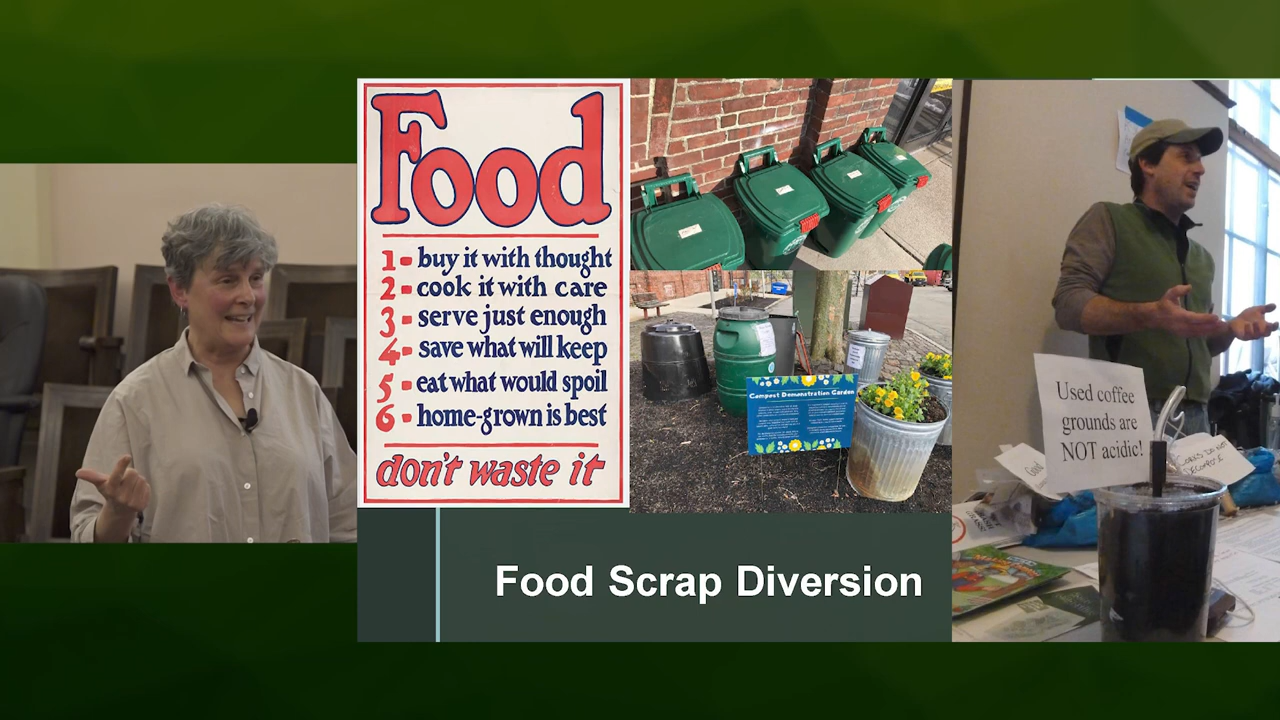 Food
1- buy it with thought
2- cook it with care
3- serve just enough
4- save what will keep
5- eat what would spoil
6- home-grown is best
don't waste it
Compost Demonstration Garden
Food Scrap Diversion
Used coffee
grounds are
NOT acidic!